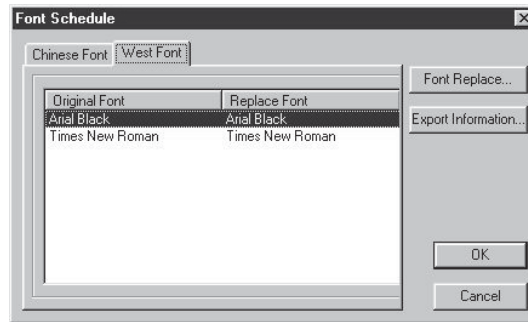 Font Schedule
Chinese Font West Font
Font Replace...
Original Font Replace Font
Arial Black Arial Black
Export Information...
Times New Roman Times New Roman
OK
Cancel